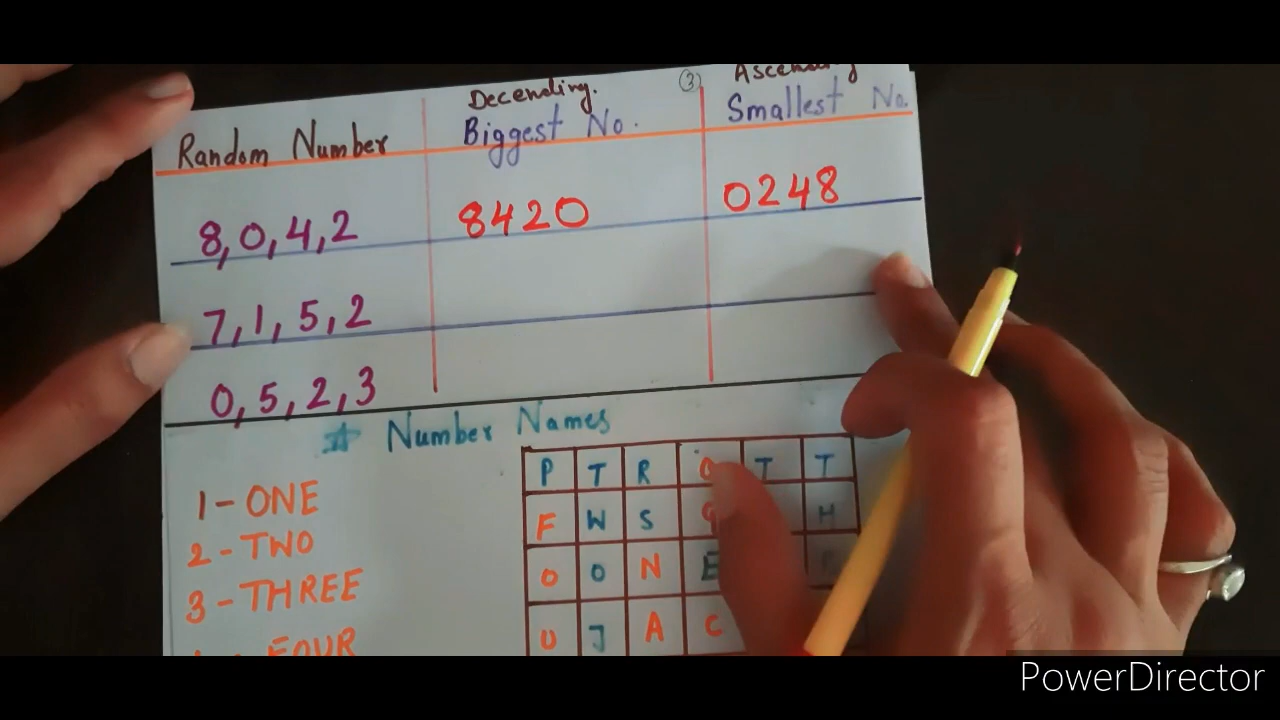 Decending.
③
Random Number
Biggest No.
Smallest No.
8,0,4,2
8420
0248
7,1,5,2
0,5,2,3
# Number Names
1-ONE
2-TWO
3-THREE
FOUR
P T R T T
F W S H
O O N E
U J A C
PowerDirector